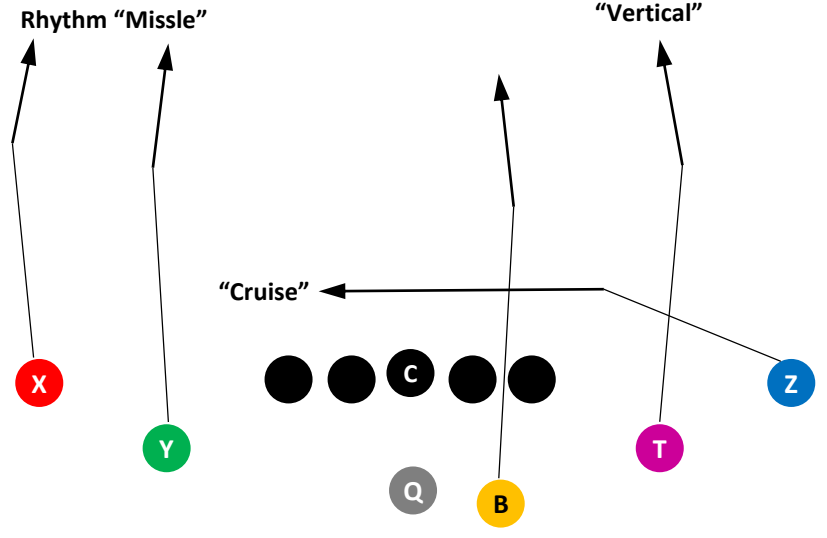 Rhythm “Missle”
“Vertical”
“Cruise”
X
C
Z
Y
T
Q
B